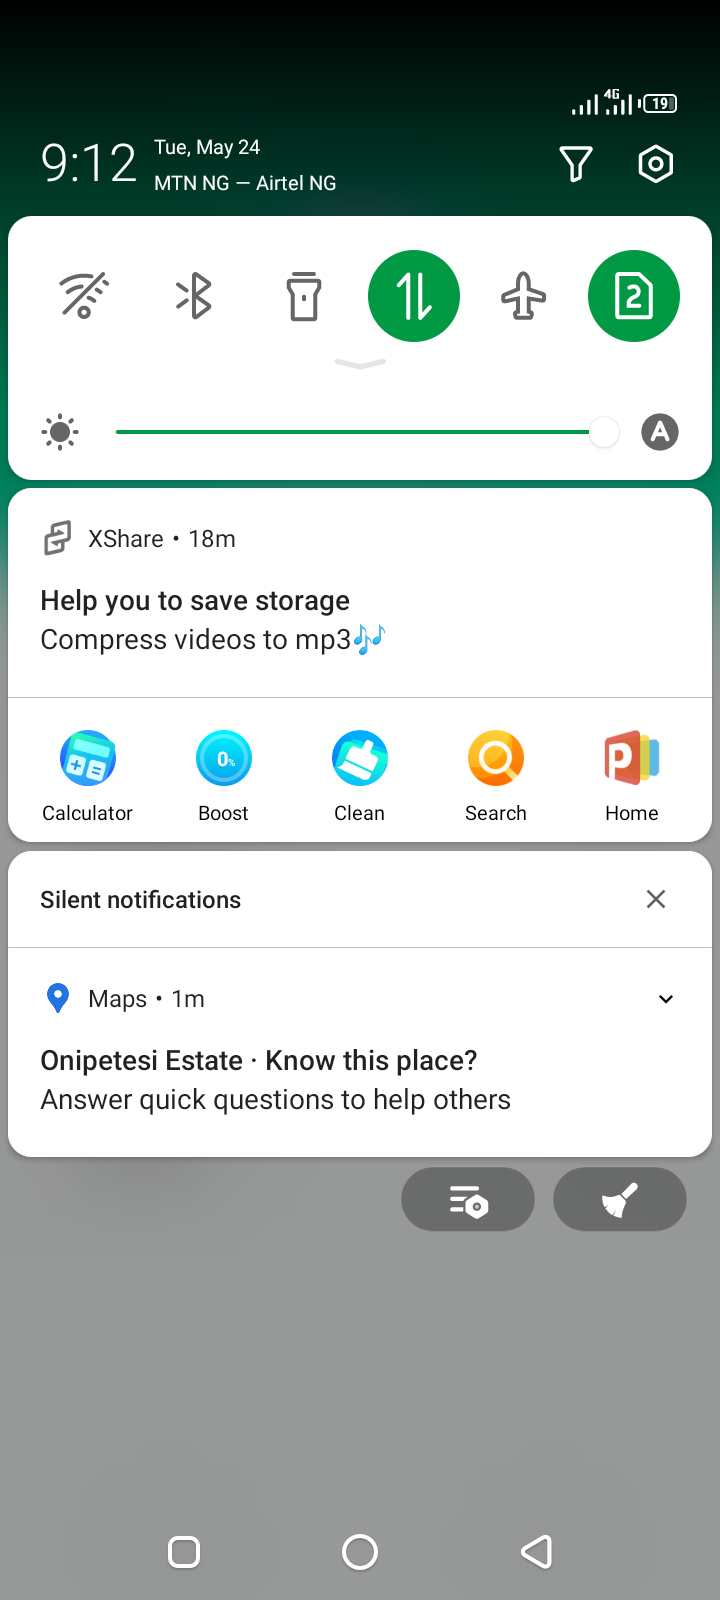 4G
19
9:12
Tue, May 24
MTN NG — Airtel NG
2
A
XShare • 18m
Help you to save storage
Compress videos to mp3🎶
0%
P
Calculator
Boost
Clean
Search
Home
Silent notifications
Maps • 1m
Onipetesi Estate · Know this place?
Answer quick questions to help others